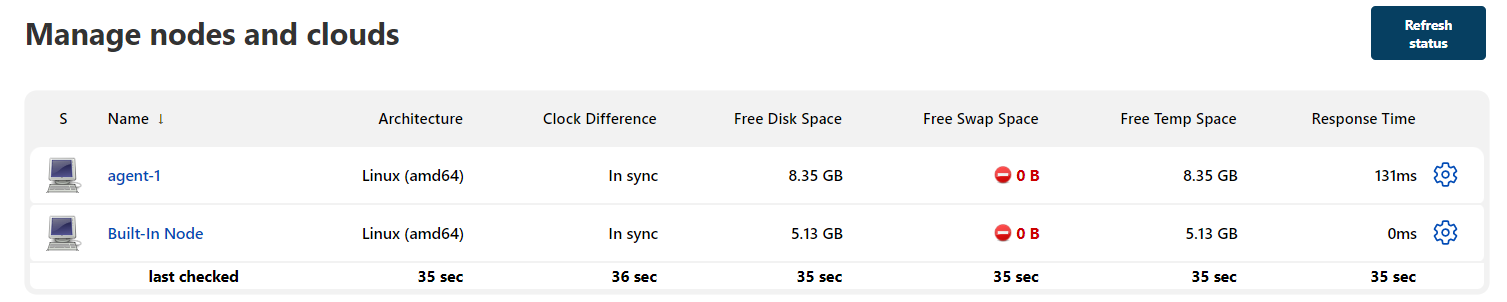 Manage nodes and clouds
Refresh
status
S Name ↓ Architecture Clock Difference Free Disk Space Free Swap Space Free Temp Space Response Time
agent-1 Linux (amd64) In sync 8.35 GB 0 B 8.35 GB 131ms
Built-In Node Linux (amd64) In sync 5.13 GB 0 B 5.13 GB 0ms
last checked 35 sec 36 sec 35 sec 35 sec 35 sec 35 sec